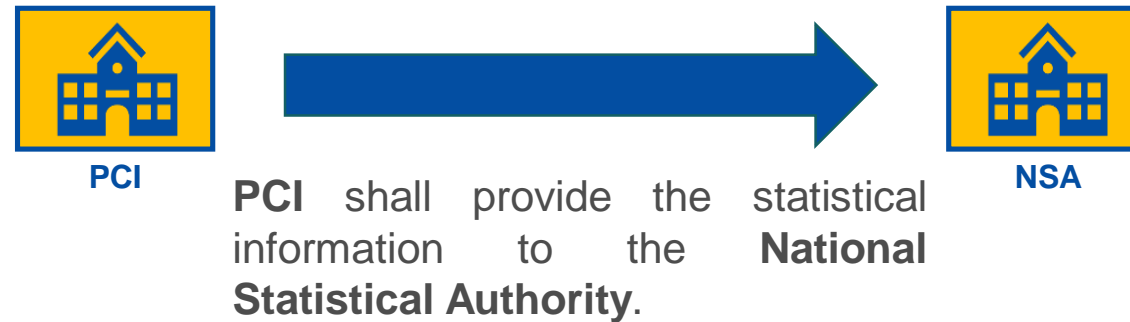 PCI
NSA
PCI shall provide the statistical
information to the National
Statistical Authority.